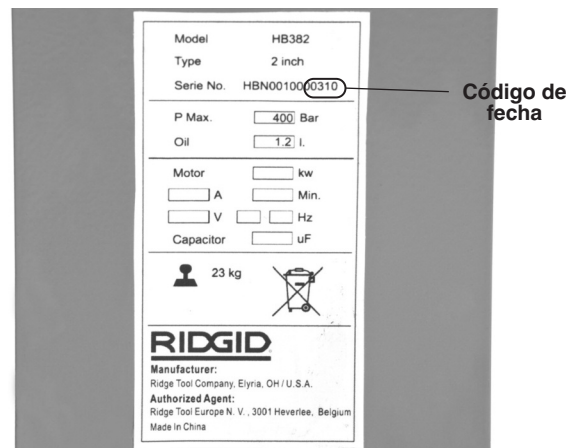 Model HB382
Type 2 inch
Serie No. HBN0010000310
Código de
fecha
P Max. 400 Bar
Oil 1.2 l.
Motor kw
A Min.
V Hz
Capacitor uF
23 kg
RIDGID
Manufacturer:
Ridge Tool Company, Elyria, OH / U.S.A.
Authorized Agent:
Ridge Tool Europe N. V. , 3001 Heverlee, Belgium
Made In China